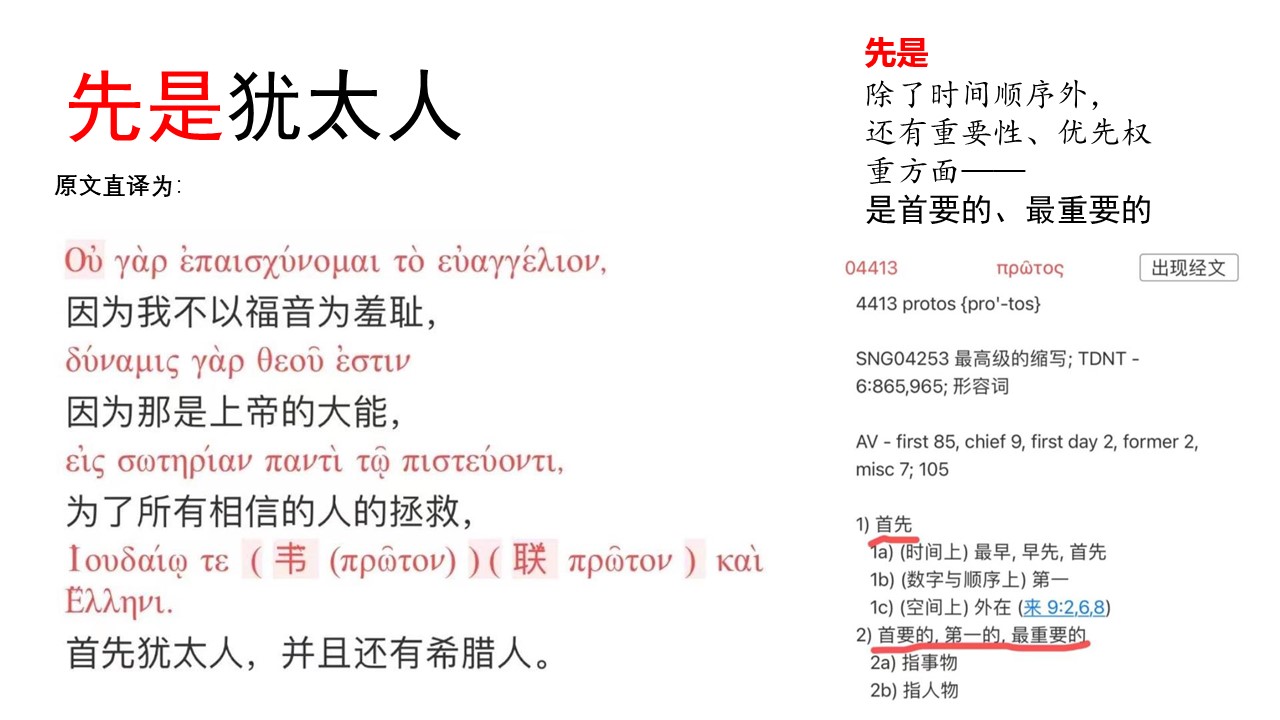 先是犹太人
原文直译为:
Οὐ γὰρ ἐπαισχύνομαι τὸ εὐαγγέλιον,
因为我不以福音为羞耻,
δύναμις γὰρ θεοῦ ἐστιν
因为那是上帝的大能,
εἰς σωτηρίαν παντὶ τῷ πιστεύοντι,
为了所有相信的人的拯救,
Ἰουδαίῳ τε ( 韦 (πρῶτον) )( 联 πρῶτον ) καὶ
Ἕλληνι.
首先犹太人，并且还有希腊人。
先是
除了时间顺序外，
还有重要性、优先权
重方面——
是首要的、最重要的
04413 πρῶτος 出现经文
4413 protos {pro'-tos}
SNG04253 最高级的缩写; TDNT -
6:865,965; 形容词
AV - first 85, chief 9, first day 2, former 2,
misc 7; 105
1) 首先
1a) (时间上) 最早, 早先, 首先
1b) (数字与顺序上) 第一
1c) (空间上) 外在 (来 9:2,6,8)
2) 首要的, 第一的, 最重要的
2a) 指事物
2b) 指人物